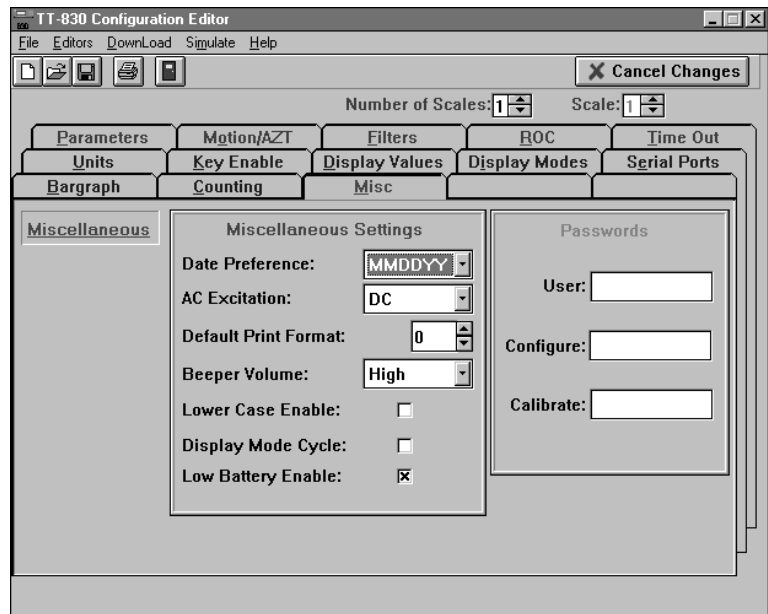 TT-830 Configuration Editor
File Editors DownLoad Simulate Help
Cancel Changes
Number of Scales: 1 Scale: 1
Parameters Motion/AZT Filters ROC Time Out
Units Key Enable Display Values Display Modes Serial Ports
Bargraph Counting Misc
Miscellaneous
Miscellaneous Settings
Date Preference: MMDDYY
AC Excitation: DC
Default Print Format: 0
Beeper Volume: High
Lower Case Enable:
Display Mode Cycle:
Low Battery Enable:
Passwords
User:
Configure:
Calibrate: